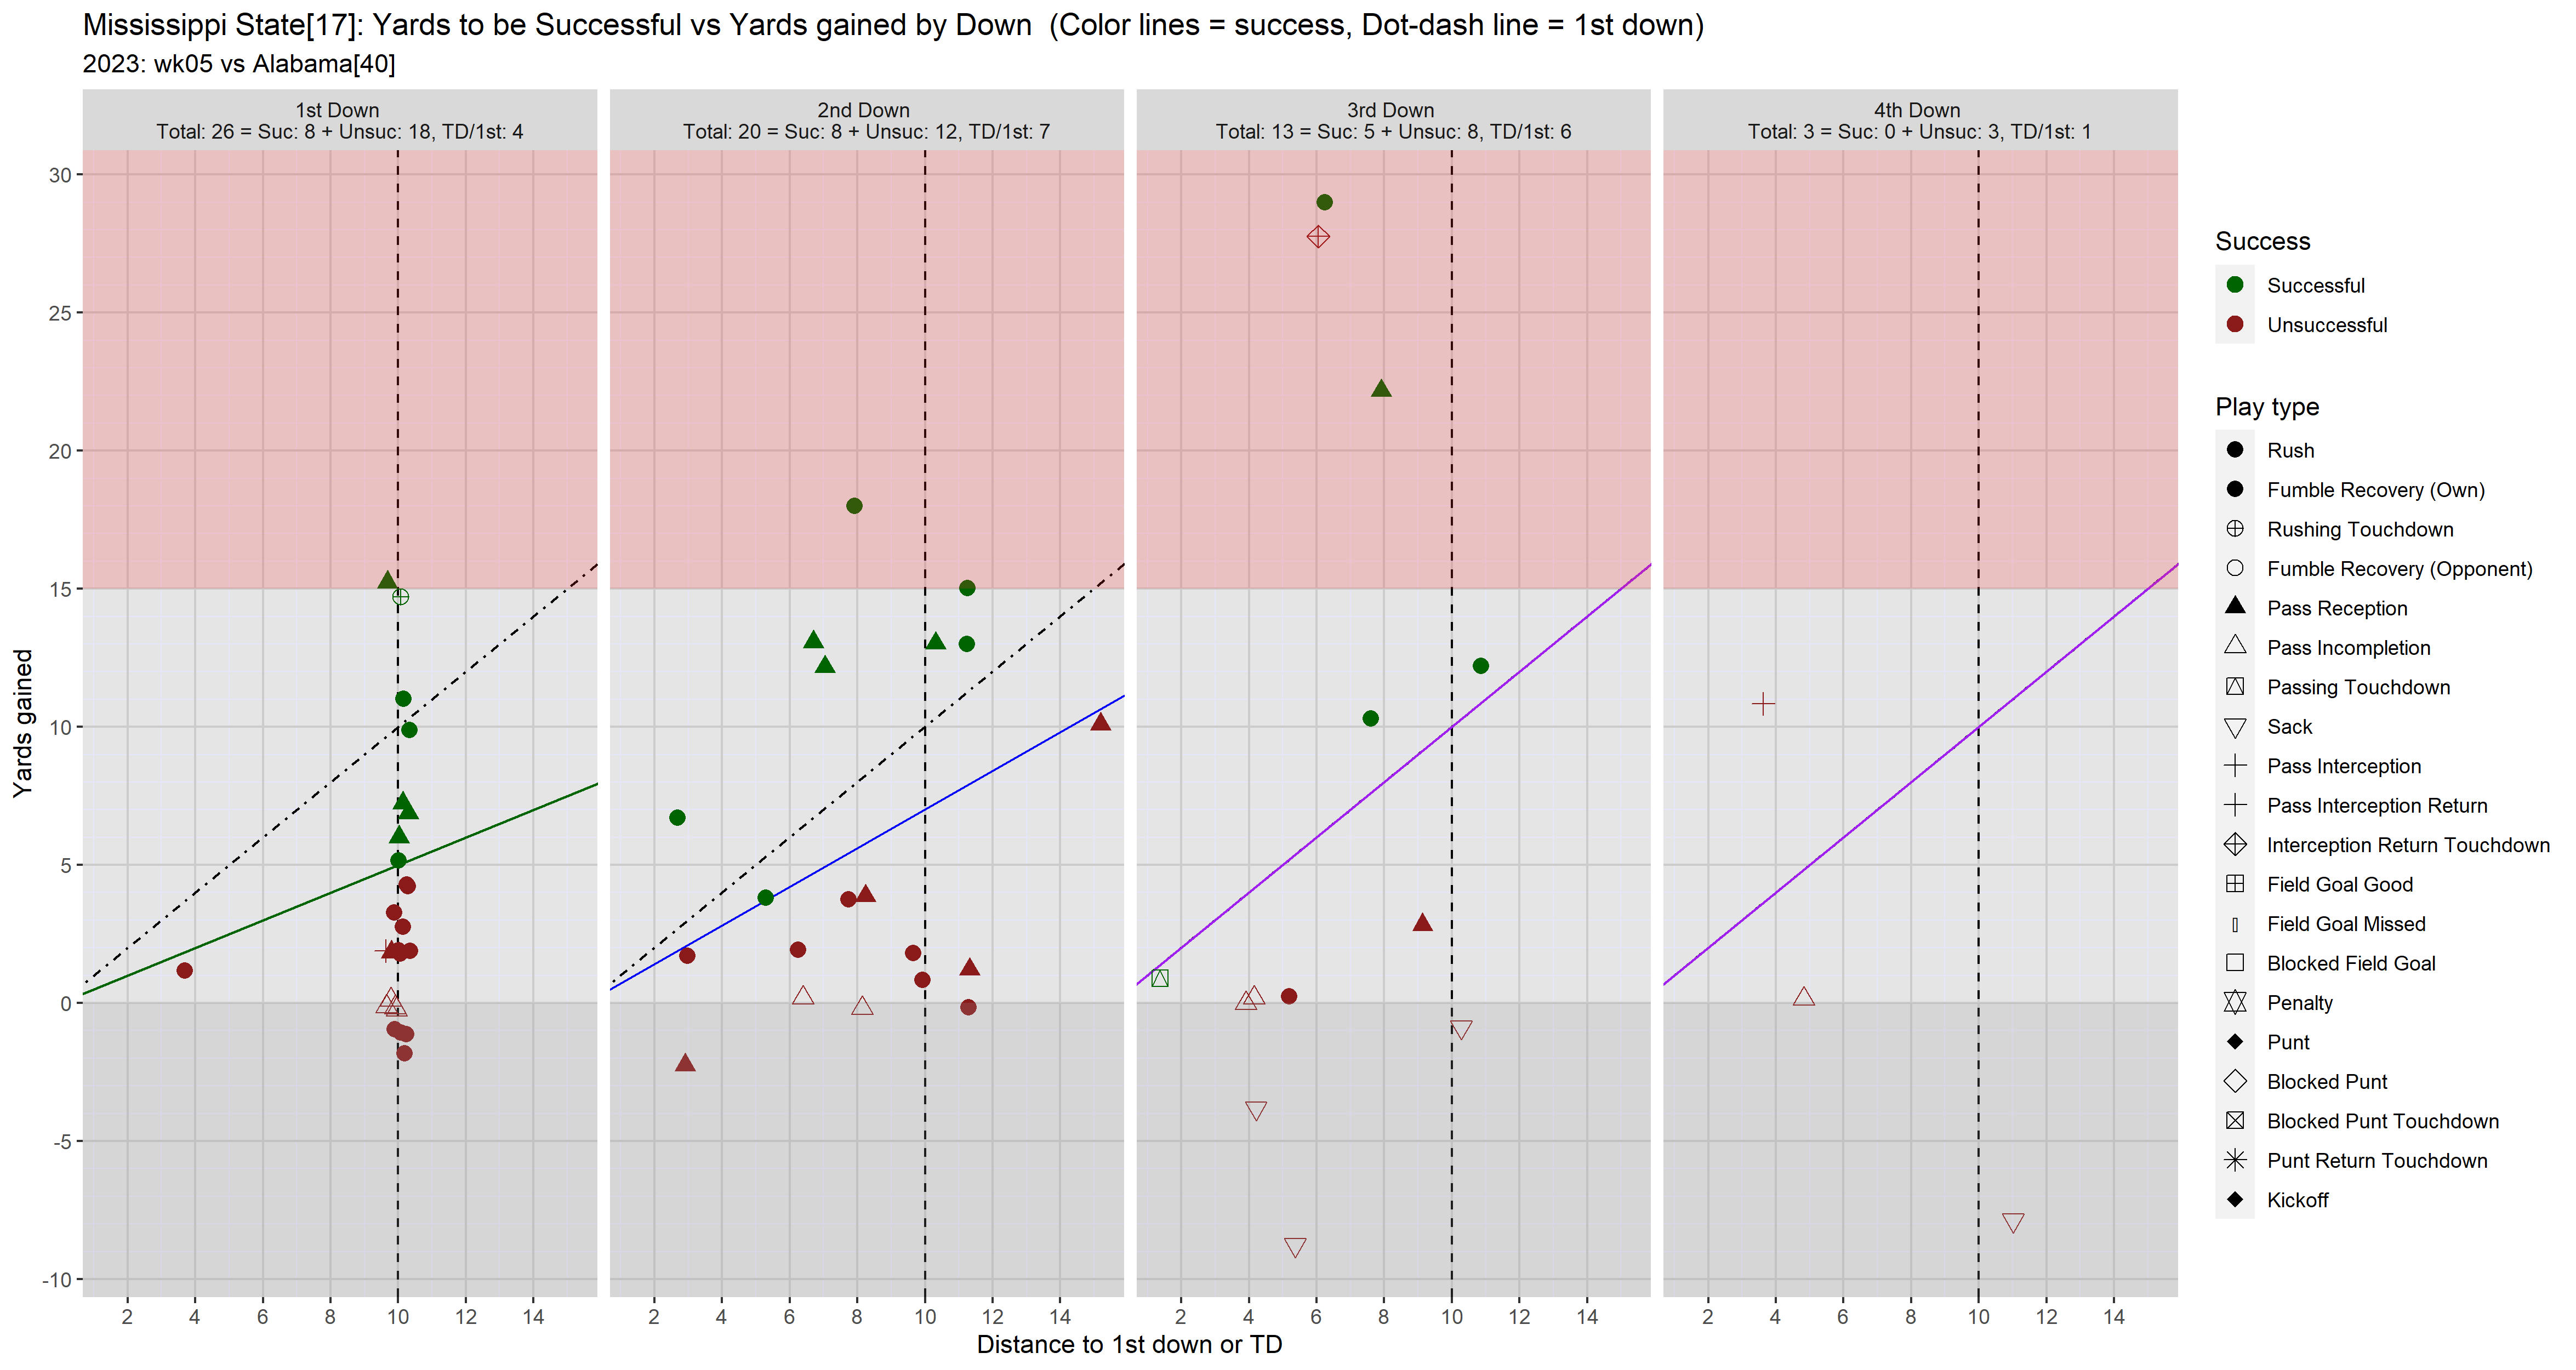 Mississippi State[17]: Yards to be Successful vs Yards gained by Down  (Color lines = success, Dot-dash line = 1st down)
2023: wk05 vs Alabama[40]
1st Down
Total: 26 = Suc: 8 + Unsuc: 18, TD/1st: 4
2nd Down
Total: 20 = Suc: 8 + Unsuc: 12, TD/1st: 7
3rd Down
Total: 13 = Suc: 5 + Unsuc: 8, TD/1st: 6
4th Down
Total: 3 = Suc: 0 + Unsuc: 3, TD/1st: 1
Yards gained
30
25
20
15
10
5
0
-5
-10
2 4 6 8 10 12 14
2 4 6 8 10 12 14
2 4 6 8 10 12 14
2 4 6 8 10 12 14
Distance to 1st down or TD
Success
Successful
Unsuccessful
Play type
Rush
Fumble Recovery (Own)
Rushing Touchdown
Fumble Recovery (Opponent)
Pass Reception
Pass Incompletion
Passing Touchdown
Sack
Pass Interception
Pass Interception Return
Interception Return Touchdown
Field Goal Good
Field Goal Missed
Blocked Field Goal
Penalty
Punt
Blocked Punt
Blocked Punt Touchdown
Punt Return Touchdown
Kickoff